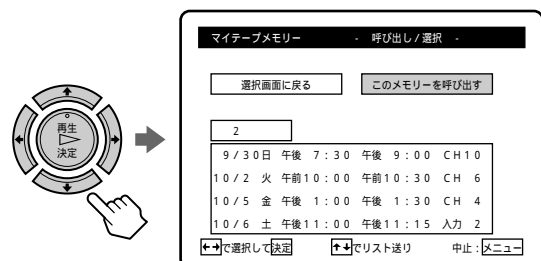 マイテープメモリー - 呼び出し/選択 -
選択画面に戻る このメモリーを呼び出す
再生
決定
2
9/30日 午後 7:30 午後 9:00 CH10
10/2 火 午前10:00 午前10:30 CH 6
10/5 金 午後 1:00 午後 1:30 CH 4
10/6 土 午後11:00 午後11:15 入力 2
←→で選択して決定 ↑↓でリスト送り 中止:メニュー